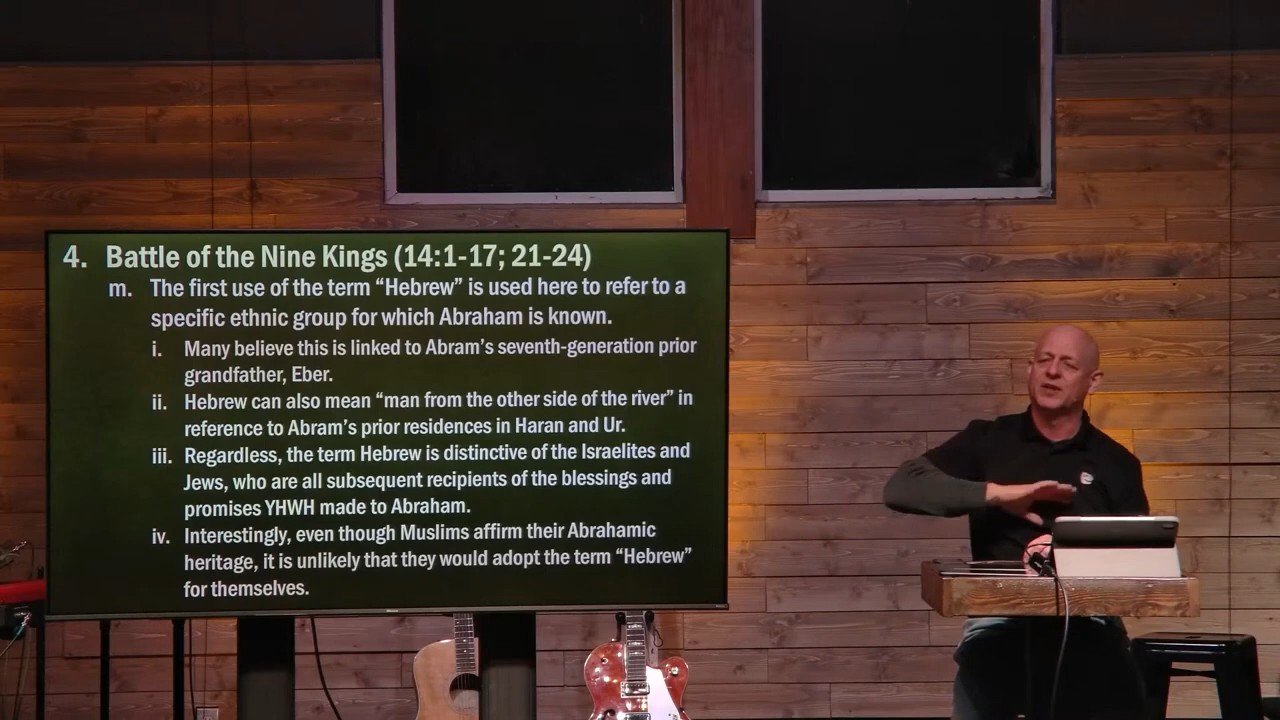 4. Battle of the Nine Kings (14:1-17; 21-24)
m. The first use of the term “Hebrew” is used here to refer to a
specific ethnic group for which Abraham is known.
i. Many believe this is linked to Abram’s seventh-generation prior
grandfather, Eber.
ii. Hebrew can also mean “man from the other side of the river” in
reference to Abram’s prior residences in Haran and Ur.
iii. Regardless, the term Hebrew is distinctive of the Israelites and
Jews, who are all subsequent recipients of the blessings and
promises YHWH made to Abraham.
iv. Interestingly, even though Muslims affirm their Abrahamic
heritage, it is unlikely that they would adopt the term “Hebrew”
for themselves.